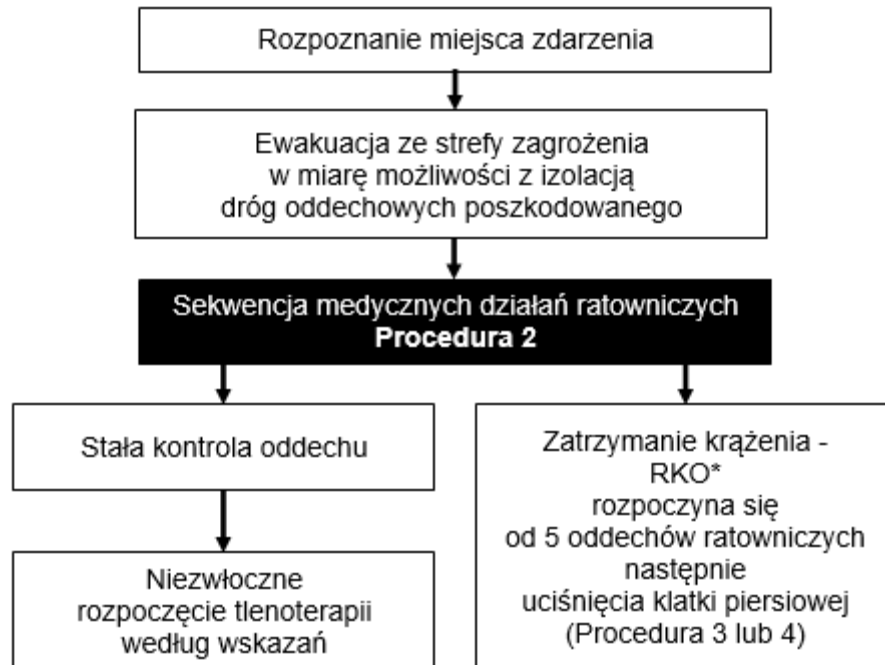 Rozpoznanie miejsca zdarzenia
Ewakuacja ze strefy zagrożenia
w miarę możliwości z izolacją
dróg oddechowych poszkodowanego
Sekwencja medycznych działań ratowniczych
Procedura 2
Stała kontrola oddechu
Niezwłoczne
rozpoczęcie tlenoterapii
według wskazań
Zatrzymanie krążenia -
RKO*
rozpoczyna się
od 5 oddechów ratowniczych
następnie
uciśnięcia klatki piersiowej
(Procedura 3 lub 4)